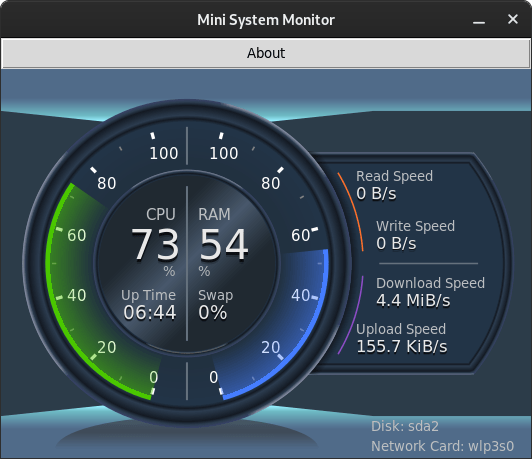 Mini System Monitor
About
100 100
80 80
60 60
40 40
20 20
0 0
CPU RAM
73 54
% %
Up Time Swap
06:44 0%
Read Speed
0 B/s
Write Speed
0 B/s
Download Speed
4.4 MiB/s
Upload Speed
155.7 KiB/s
Disk: sda2
Network Card: wlp3s0